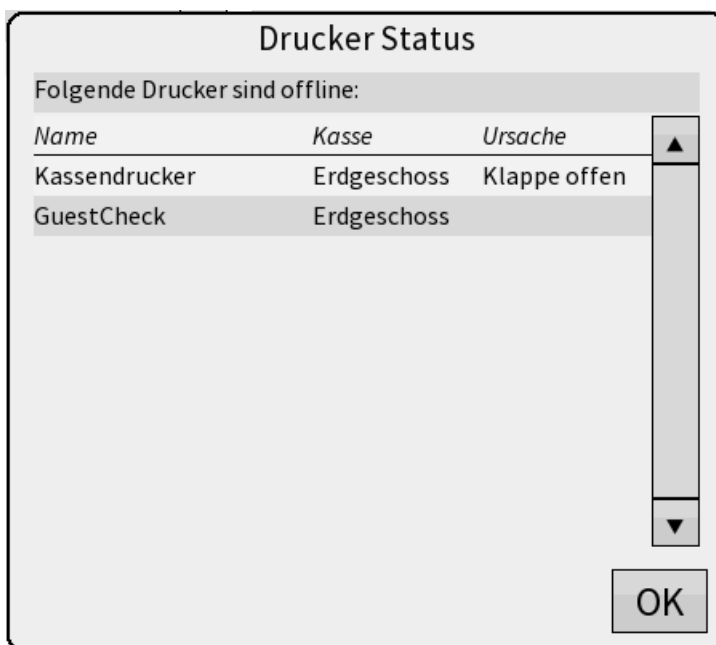 Drucker Status
Folgende Drucker sind offline:
Name Kasse Ursache
Kassendrucker Erdgeschoss Klappe offen
GuestCheck Erdgeschoss
OK